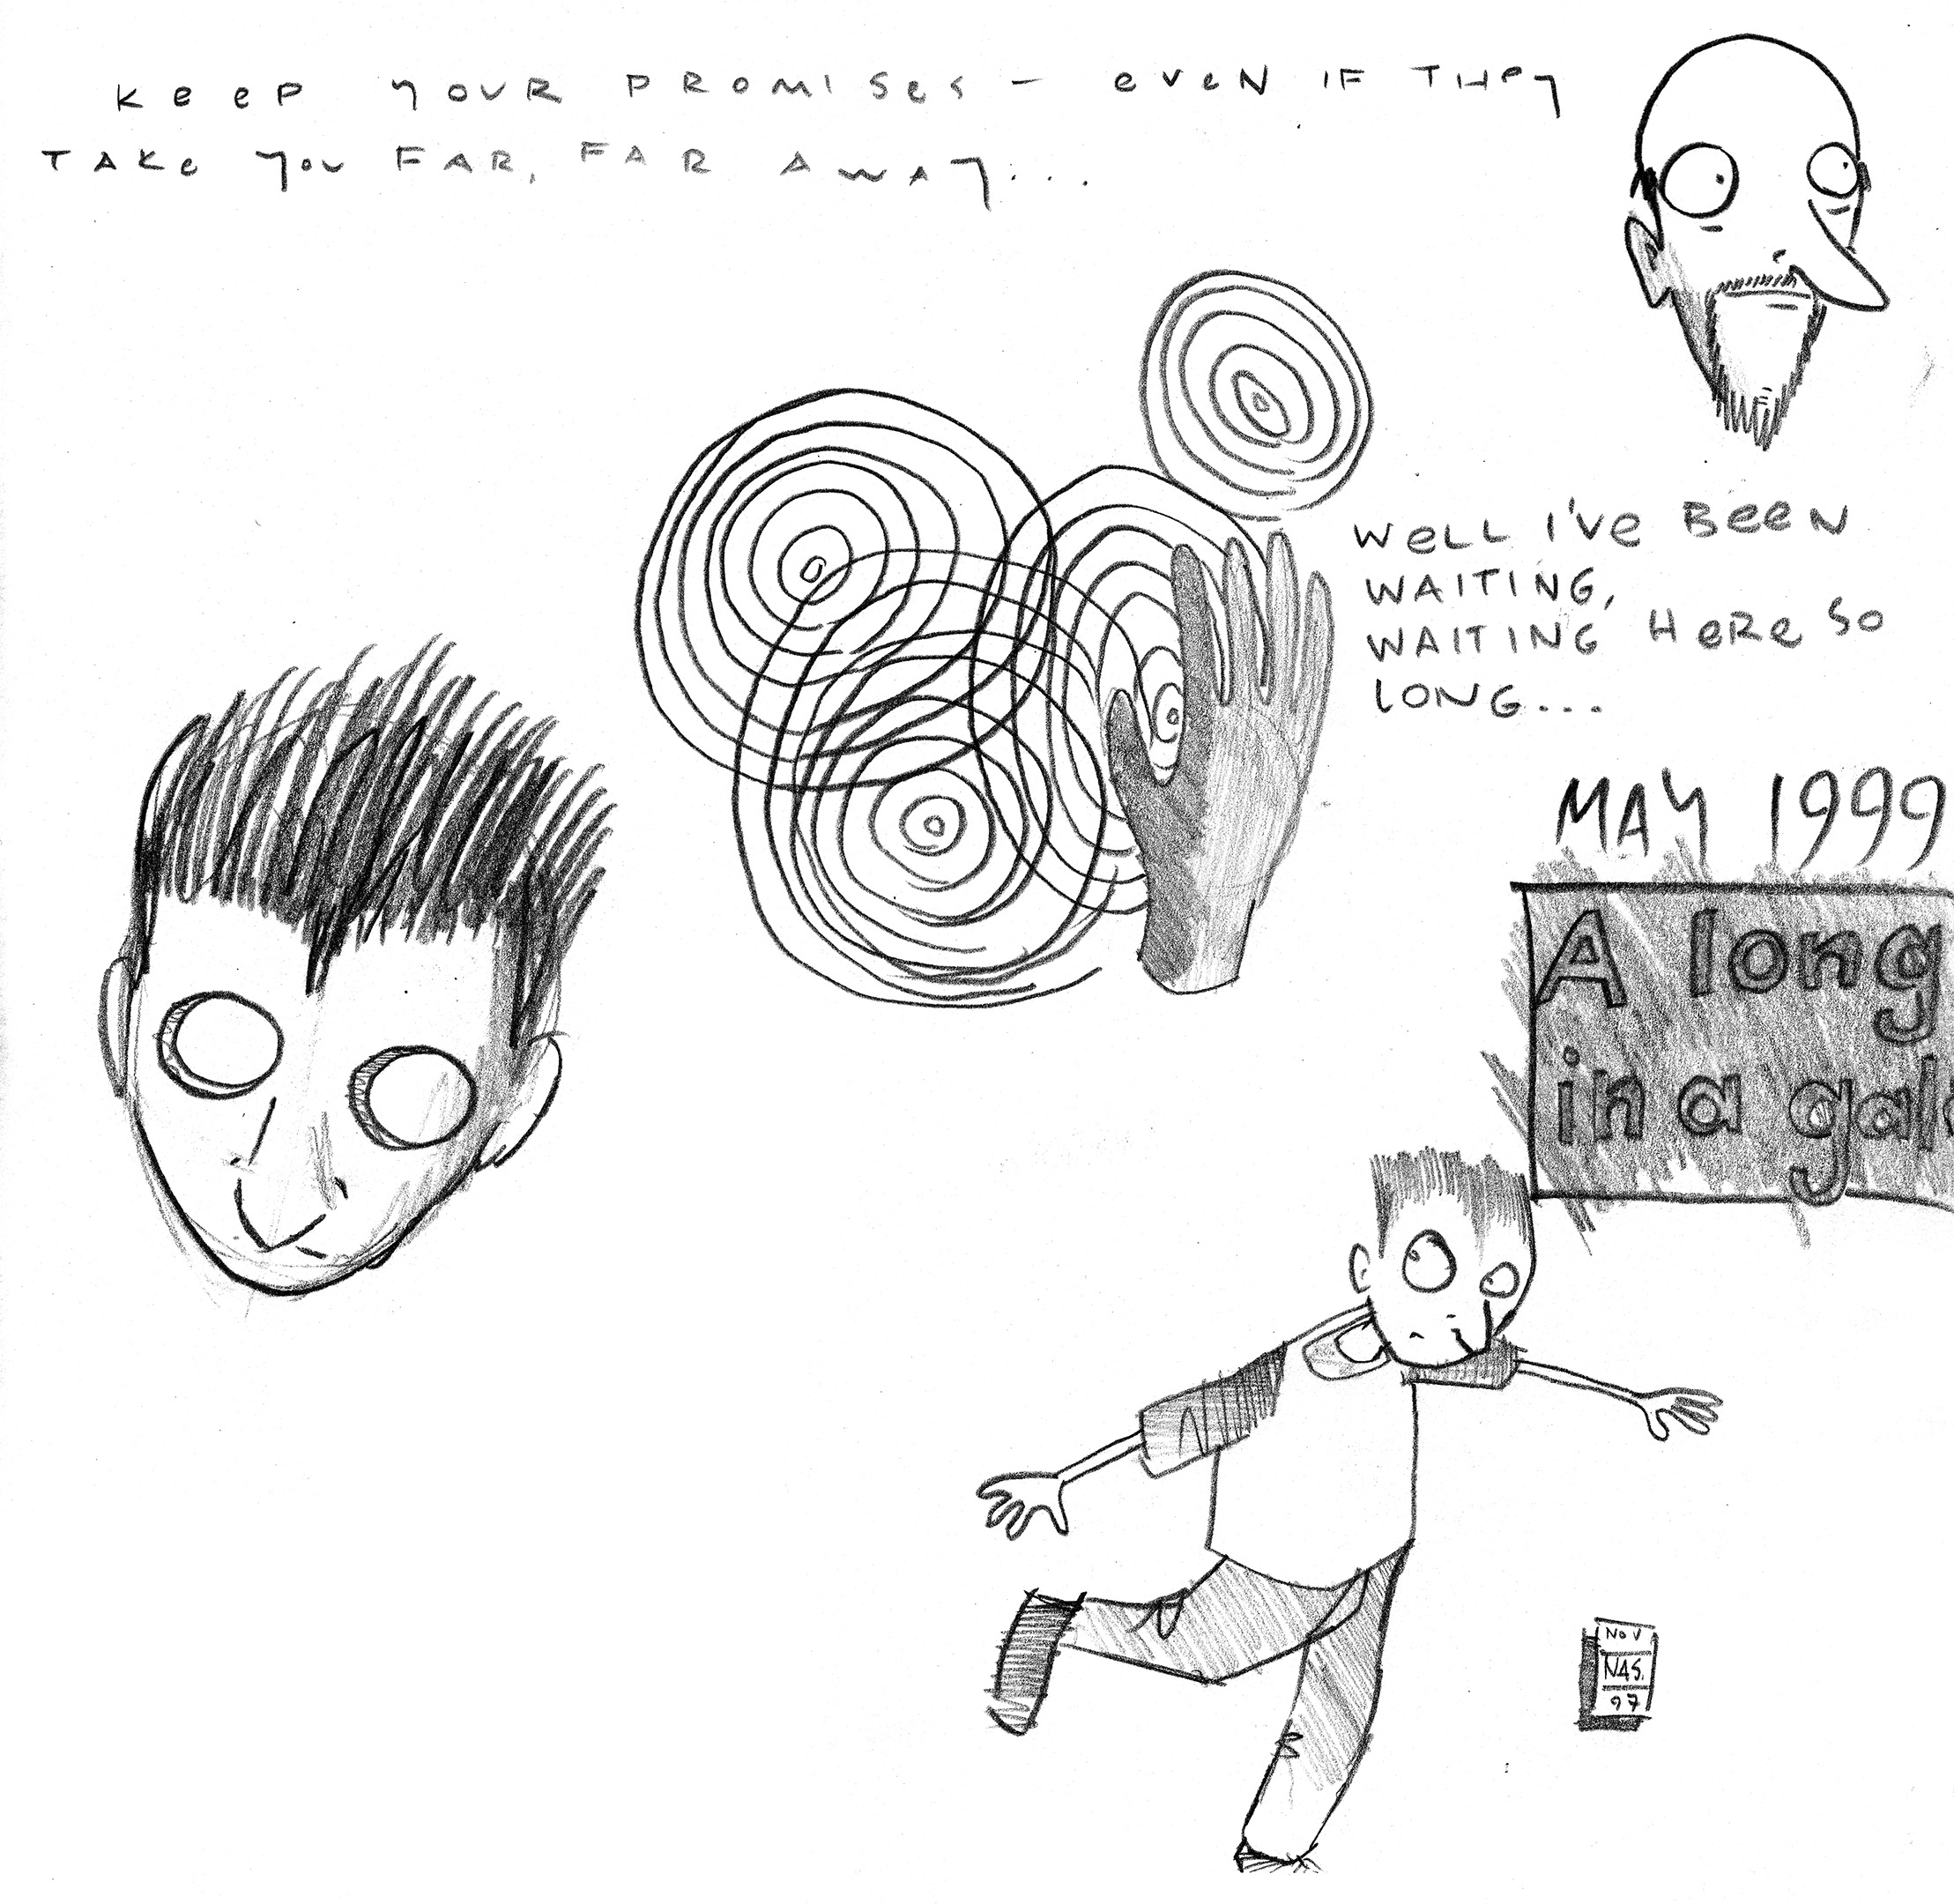 KeeP YOUR PROMISes - eveN IF THey
TAKe You FAR, FAR AWAY...
WeLL I'Ve BeeN
WAITING,
WAITING HeRe So
LONG...
MAY 1999
A long
in a gala
NOV
NAS.
97